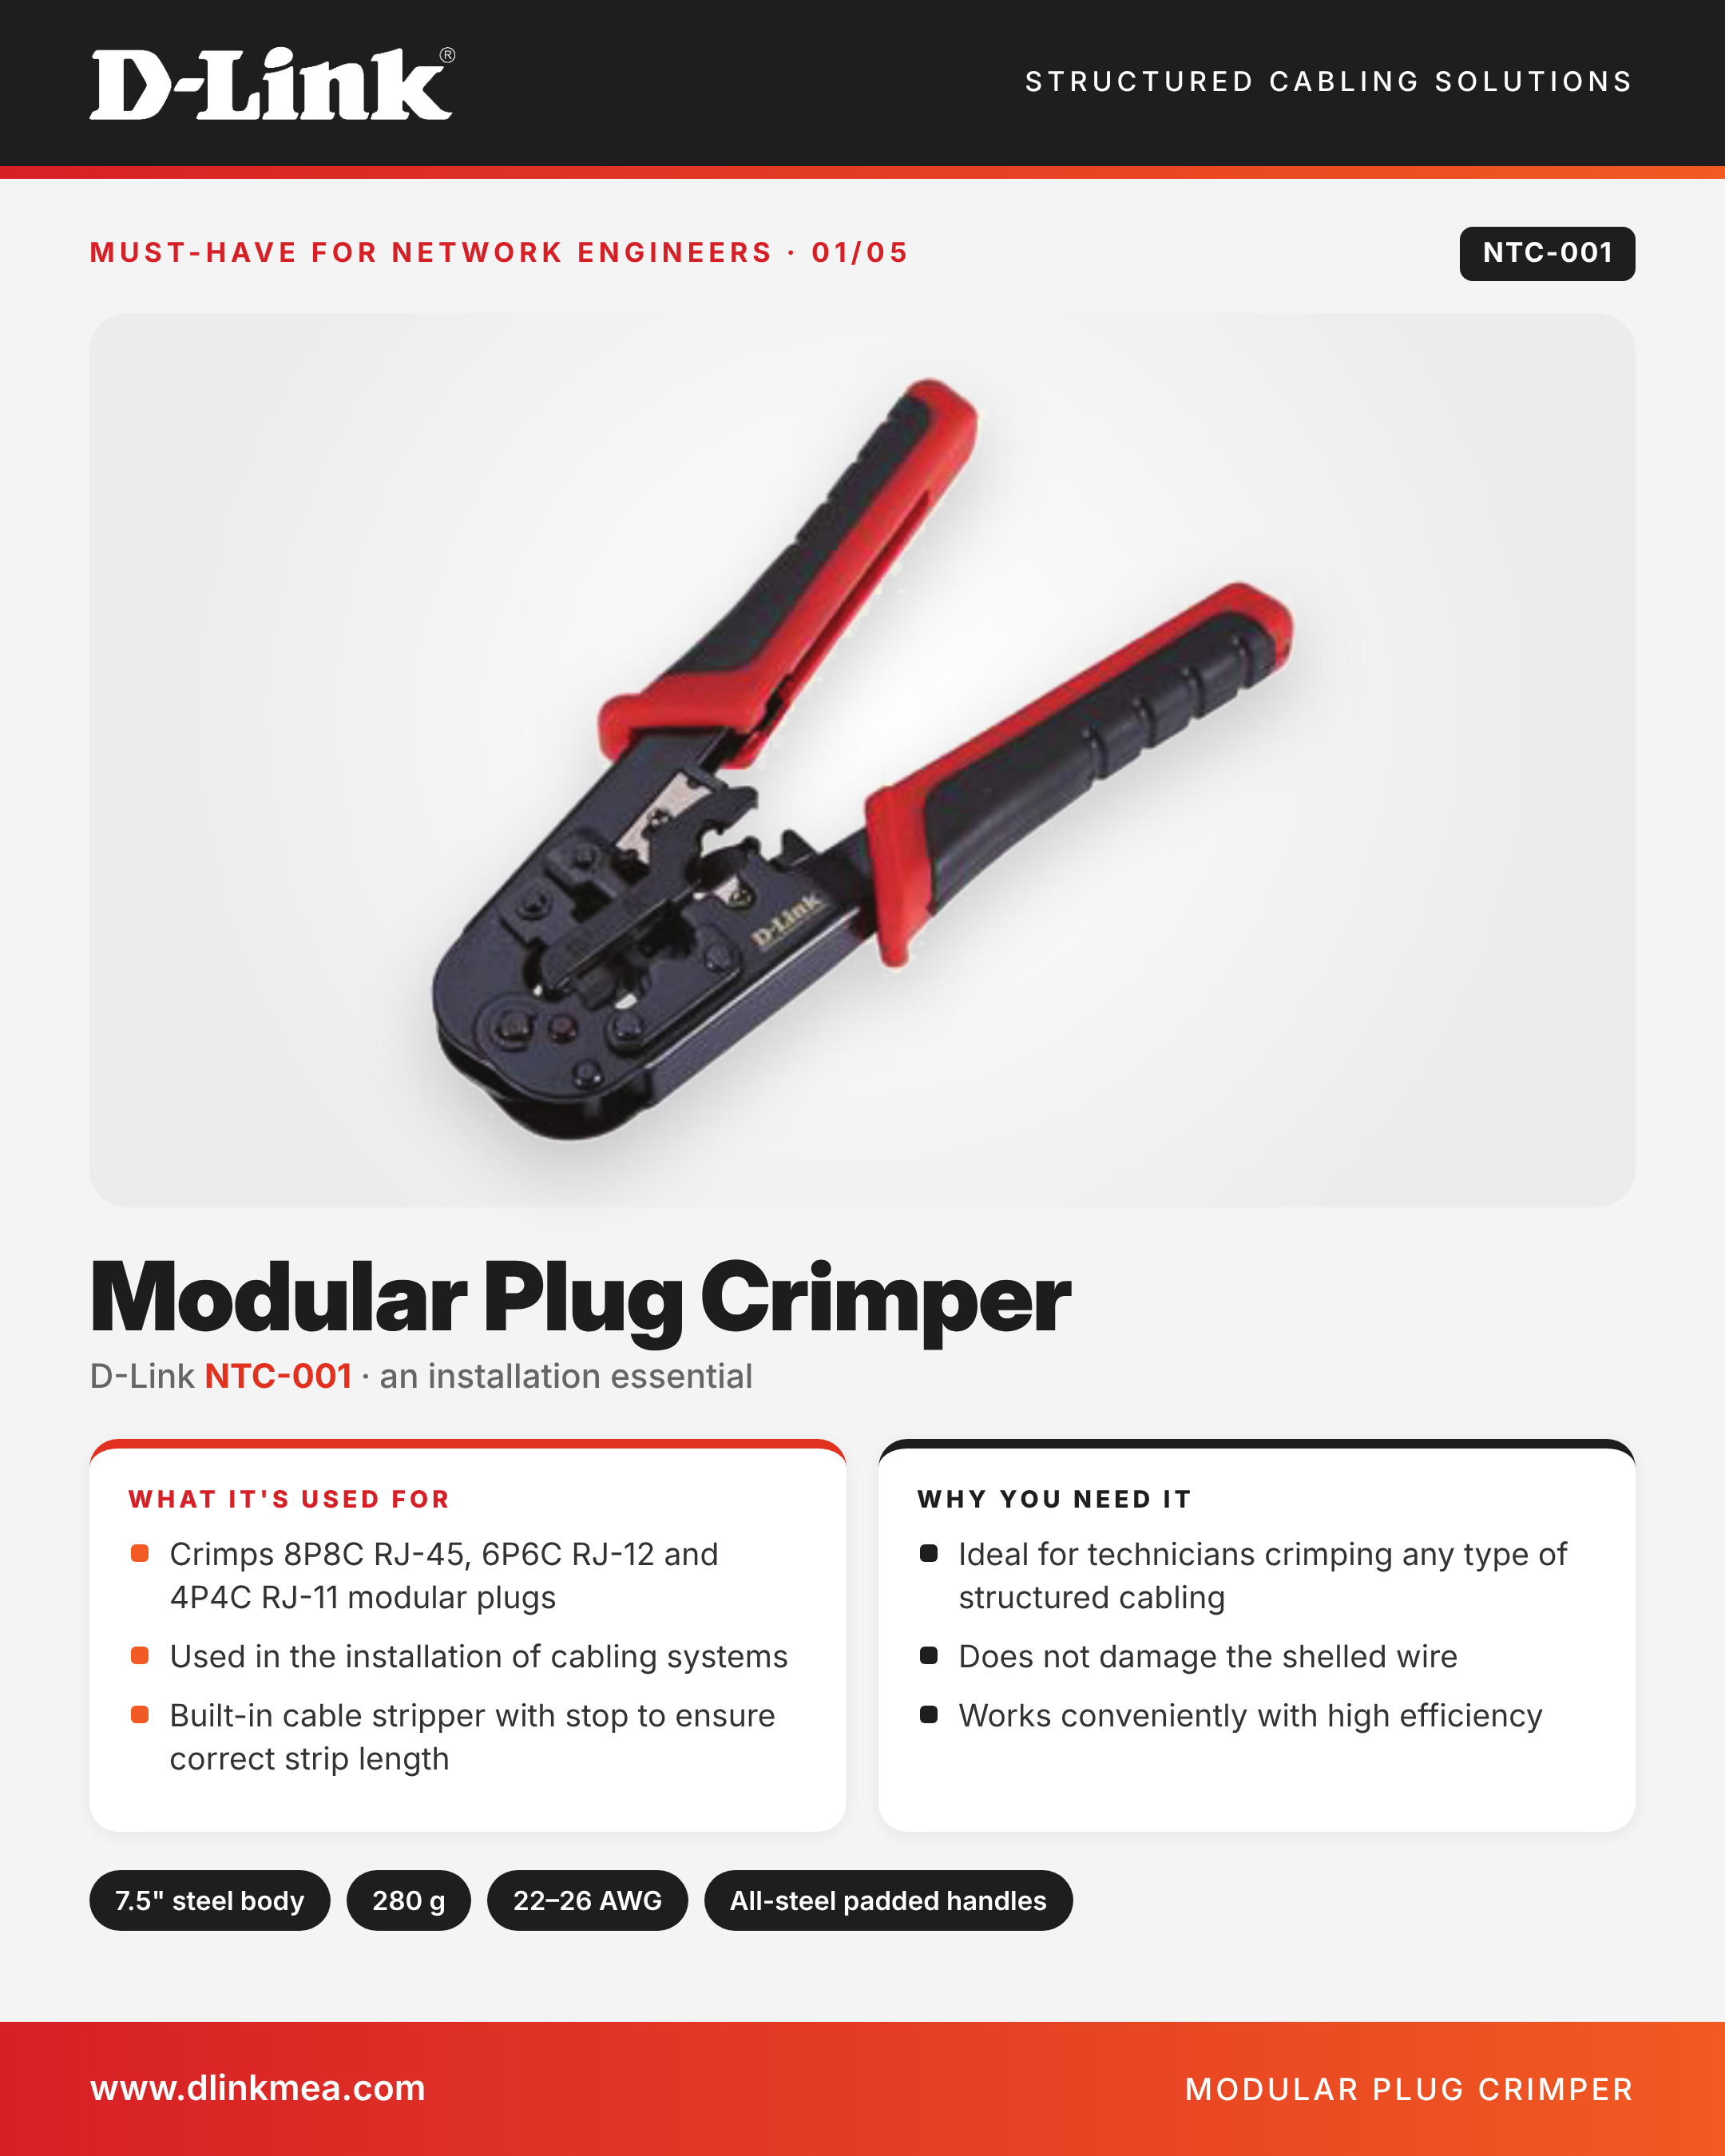 D-Link®
STRUCTURED CABLING SOLUTIONS
MUST-HAVE FOR NETWORK ENGINEERS · 01/05
NTC-001
D-Link
Modular Plug Crimper
D-Link NTC-001 · an installation essential
WHAT IT'S USED FOR
Crimps 8P8C RJ-45, 6P6C RJ-12 and
4P4C RJ-11 modular plugs
Used in the installation of cabling systems
Built-in cable stripper with stop to ensure
correct strip length
WHY YOU NEED IT
Ideal for technicians crimping any type of
structured cabling
Does not damage the shelled wire
Works conveniently with high efficiency
7.5" steel body
280 g
22–26 AWG
All-steel padded handles
www.dlinkmea.com
MODULAR PLUG CRIMPER